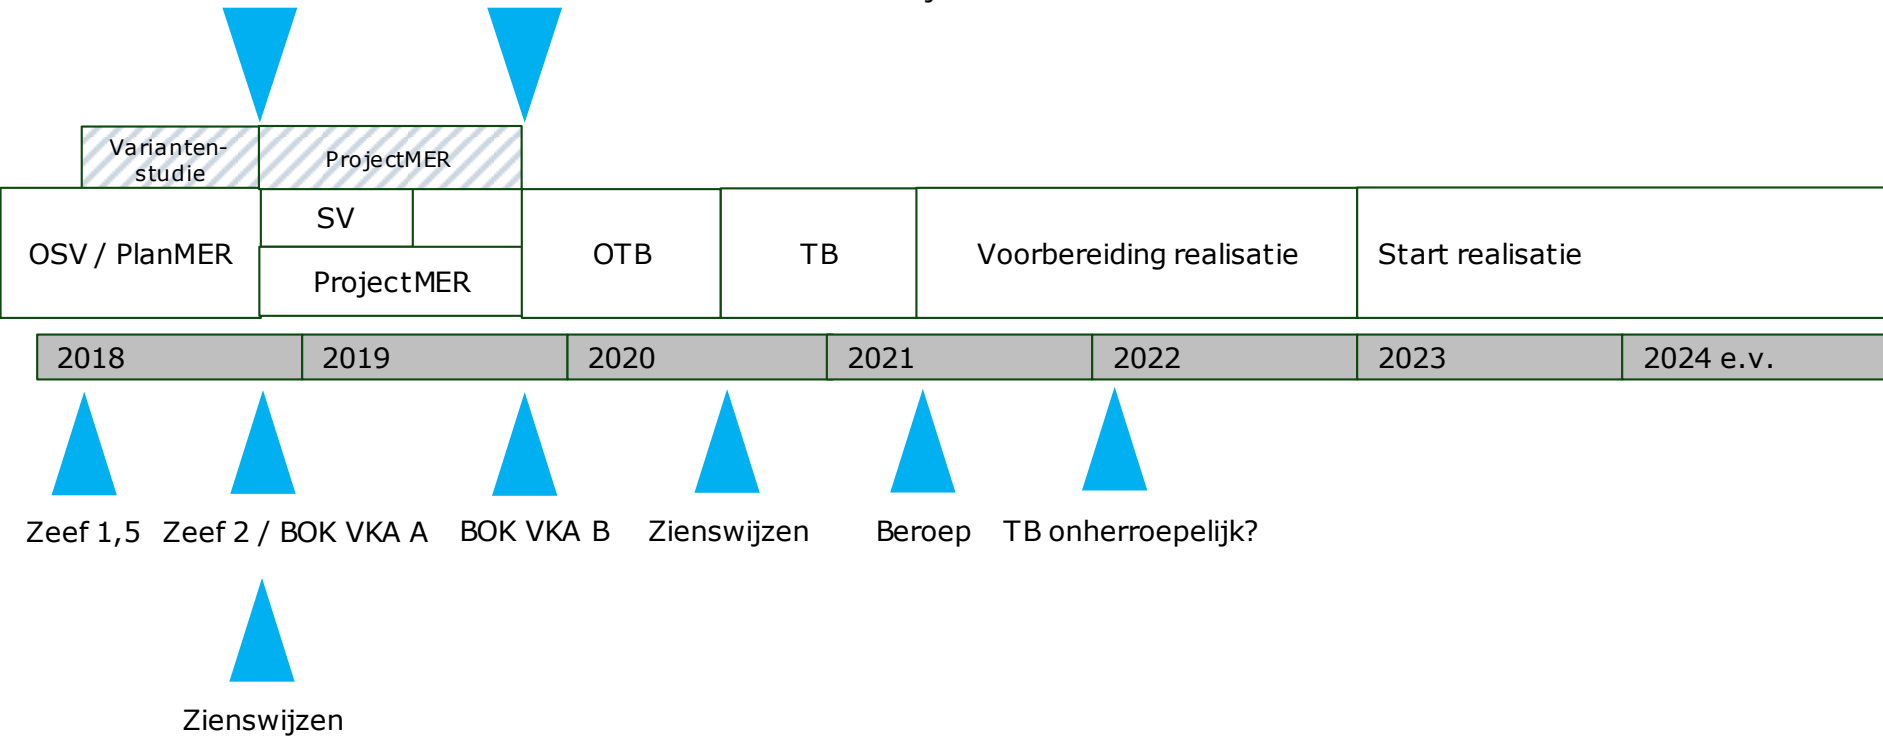 Varianten-
studie
ProjectMER
OSV / PlanMER
SV
ProjectMER
OTB
TB
Voorbereiding realisatie
Start realisatie
2018
2019
2020
2021
2022
2023
2024 e.v.
Zeef 1,5
Zeef 2 / BOK VKA A
BOK VKA B
Zienswijzen
Beroep
TB onherroepelijk?
Zienswijzen